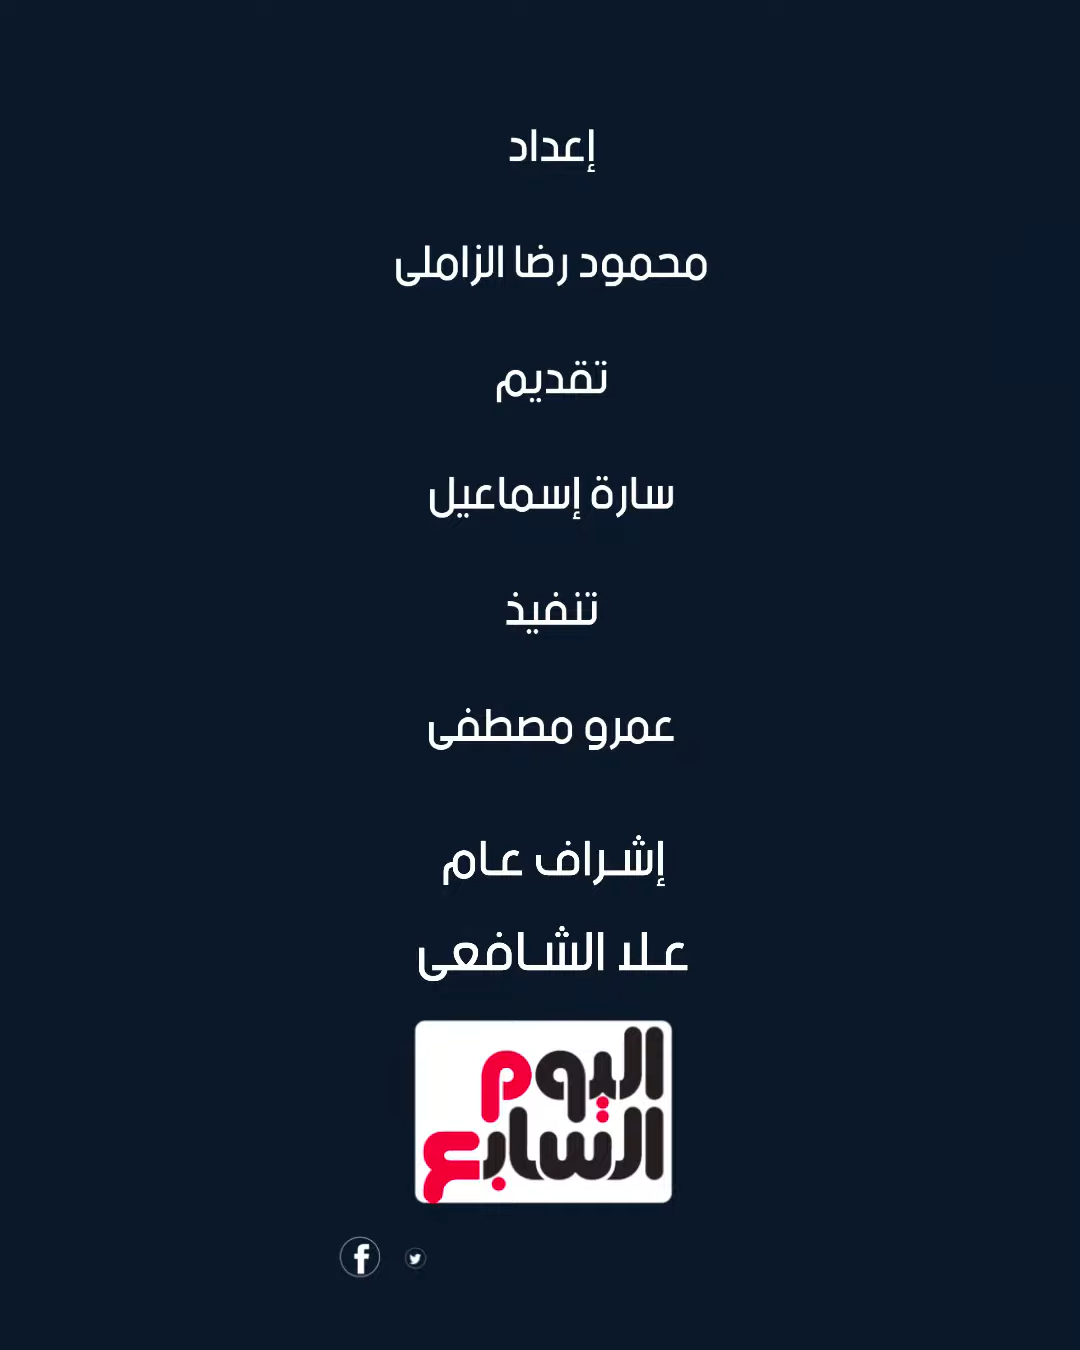 إعداد
محمود رضا الزاملى
تقديم
سارة إسماعيل
تنفيذ
عمرو مصطفى
إشـراف عـام
عـلا الشـافعى
اليوم
السابع